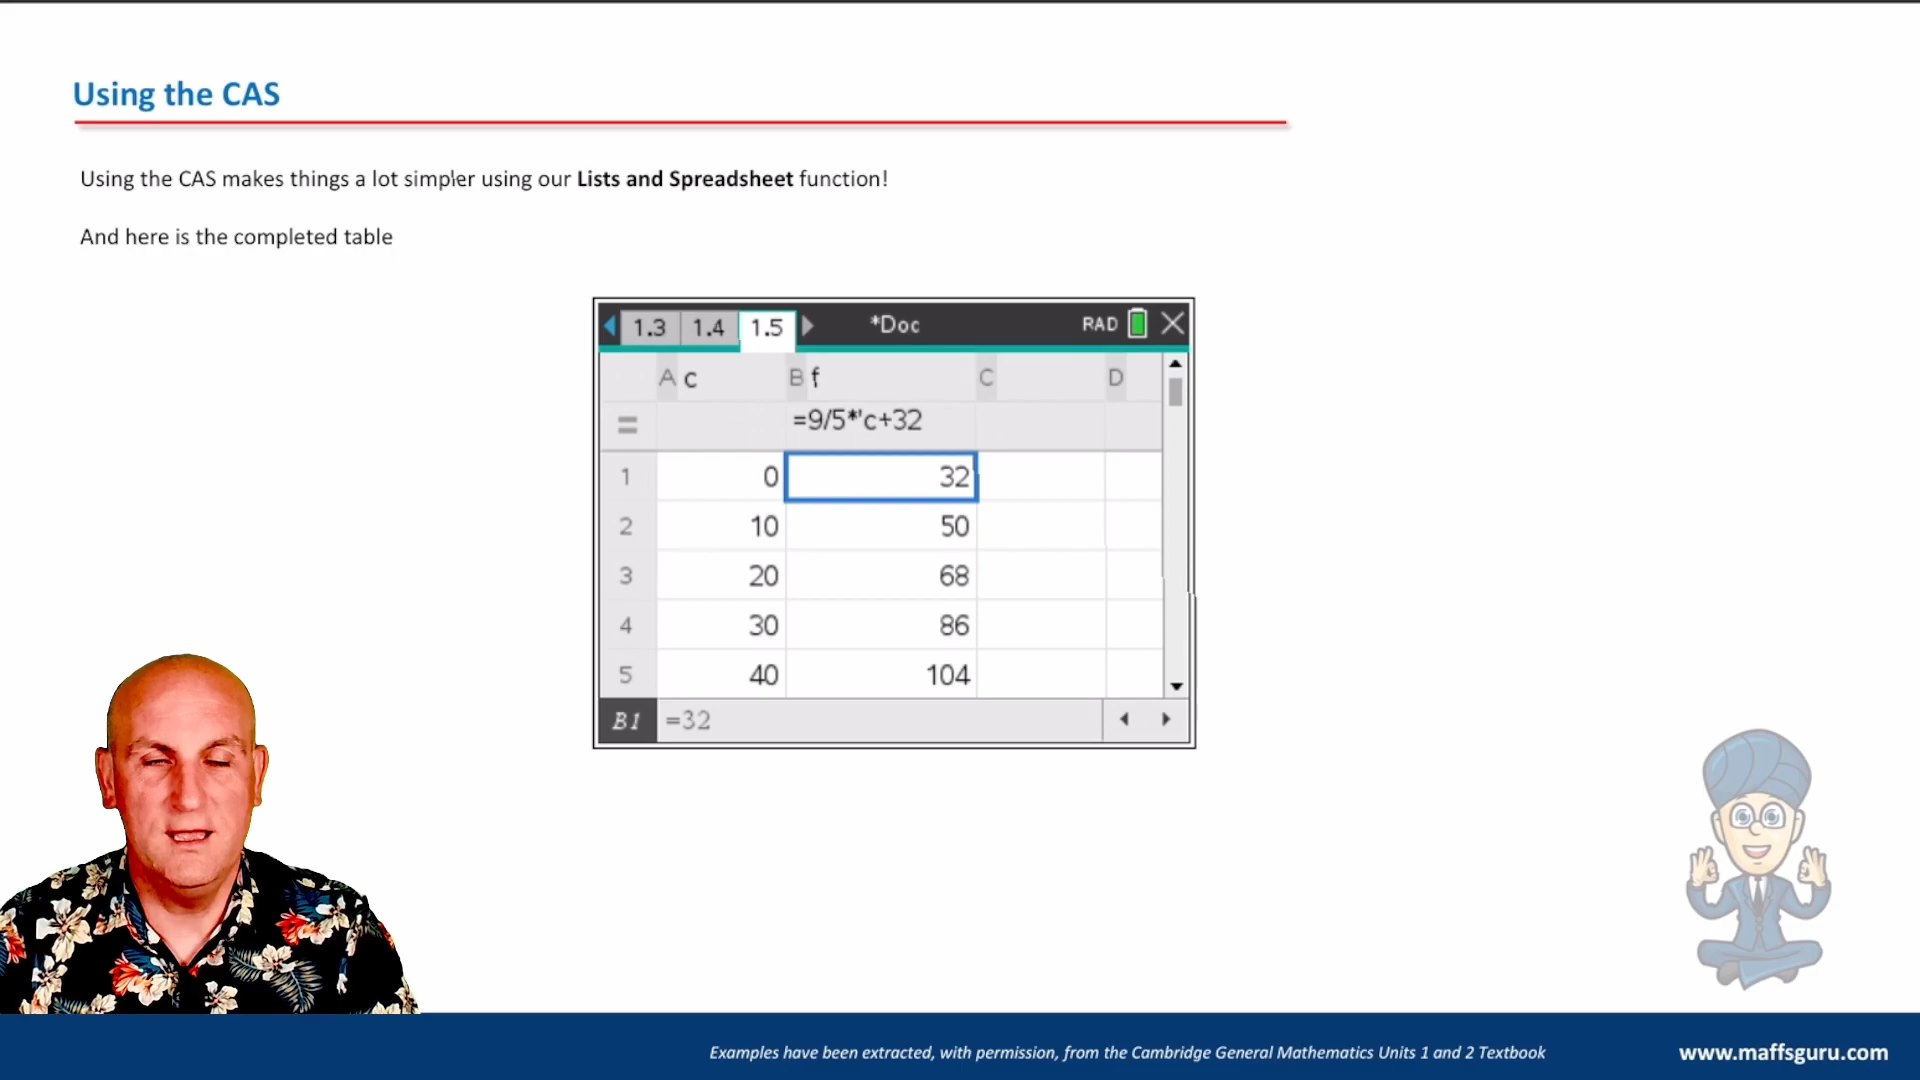 Using the CAS
Using the CAS makes things a lot simpler using our Lists and Spreadsheet function!
And here is the completed table
1.3 1.4 1.5 *Doc RAD
A c B f C D
= =9/5*'c+32
1 0 32
2 10 50
3 20 68
4 30 86
5 40 104
B1 =32
Examples have been extracted, with permission, from the Cambridge General Mathematics Units 1 and 2 Textbook
www.maffsguru.com